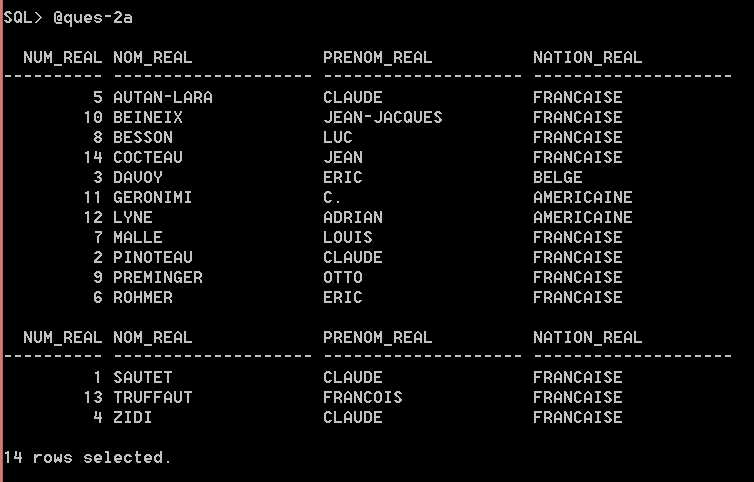 SQL> @ques-2a
NUM_REAL NOM_REAL PRENOM_REAL NATION_REAL
---------- -------------------- -------------------- --------------------
5 AUTAN-LARA CLAUDE FRANCAISE
10 BEINEIX JEAN-JACQUES FRANCAISE
8 BESSON LUC FRANCAISE
14 COCTEAU JEAN FRANCAISE
3 DAVOY ERIC BELGE
11 GERONIMI C. AMERICAINE
12 LYNE ADRIAN AMERICAINE
7 MALLE LOUIS FRANCAISE
2 PINOTEAU CLAUDE FRANCAISE
9 PREMINGER OTTO FRANCAISE
6 ROHMER ERIC FRANCAISE
NUM_REAL NOM_REAL PRENOM_REAL NATION_REAL
---------- -------------------- -------------------- --------------------
1 SAUTET CLAUDE FRANCAISE
13 TRUFFAUT FRANCOIS FRANCAISE
4 ZIDI CLAUDE FRANCAISE
14 rows selected.